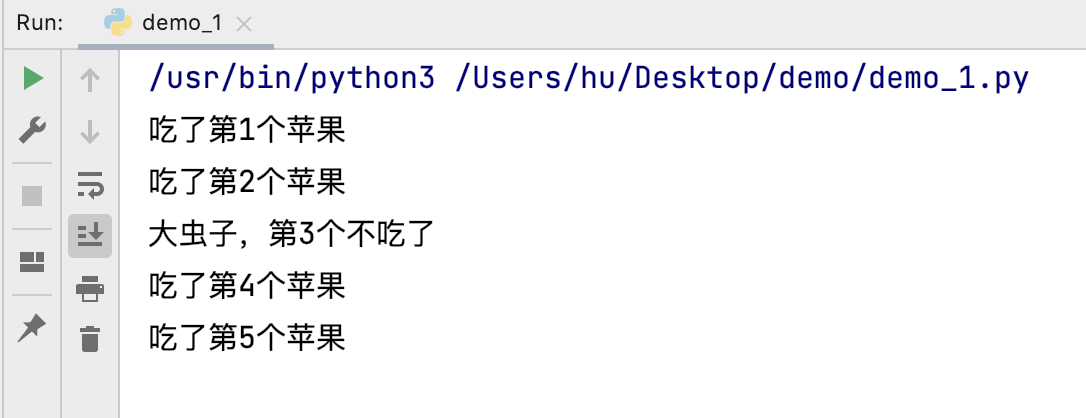 Run: demo_1
/usr/bin/python3 /Users/hu/Desktop/demo/demo_1.py
吃了第1个苹果
吃了第2个苹果
大虫子，第3个不吃了
吃了第4个苹果
吃了第5个苹果